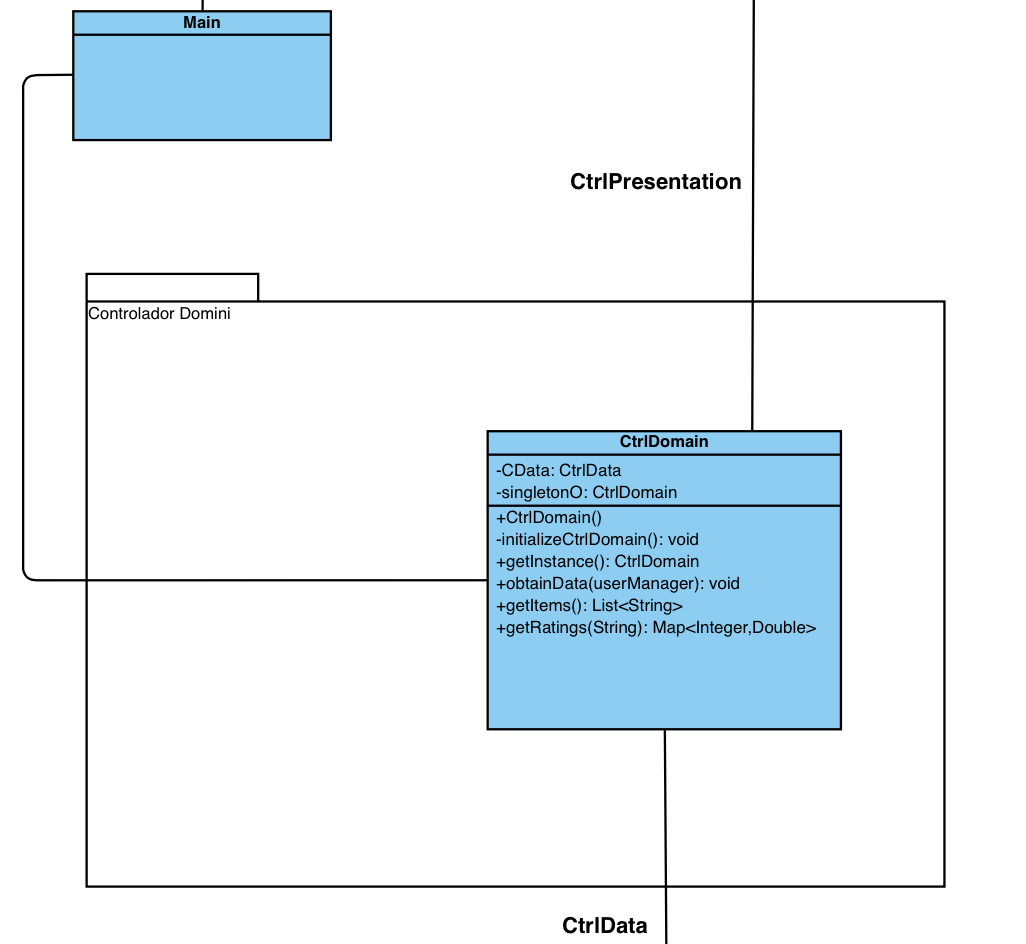 Main
CtrlPresentation
Controlador Domini
CtrlDomain
-CData: CtrlData
-singletonO: CtrlDomain
+CtrlDomain()
-initializeCtrlDomain(): void
+getInstance(): CtrlDomain
+obtainData(userManager): void
+getItems(): List<String>
+getRatings(String): Map<Integer,Double>
CtrlData